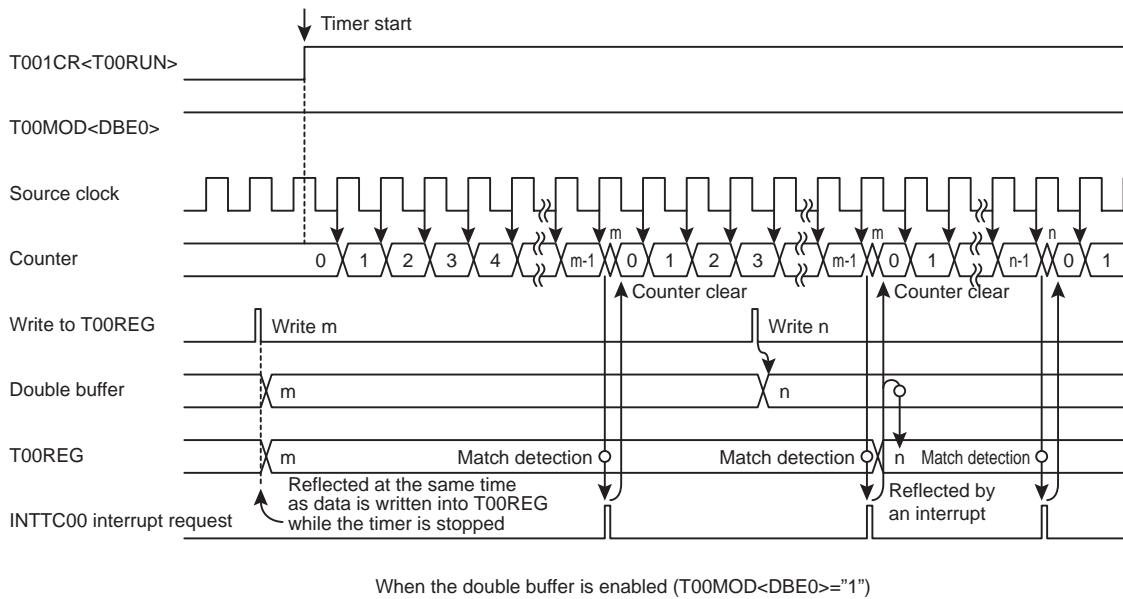 Timer start
T001CR<T00RUN>
T00MOD<DBE0>
Source clock
m m n
Counter 0 1 2 3 4 m-1 0 1 2 3 m-1 0 1 n-1 0 1
Counter clear Counter clear
Write to T00REG Write m Write n
Double buffer m n
T00REG m Match detection Match detection n Match detection
Reflected at the same time
as data is written into T00REG
while the timer is stopped
Reflected by
an interrupt
INTTC00 interrupt request
When the double buffer is enabled (T00MOD<DBE0>=”1”)